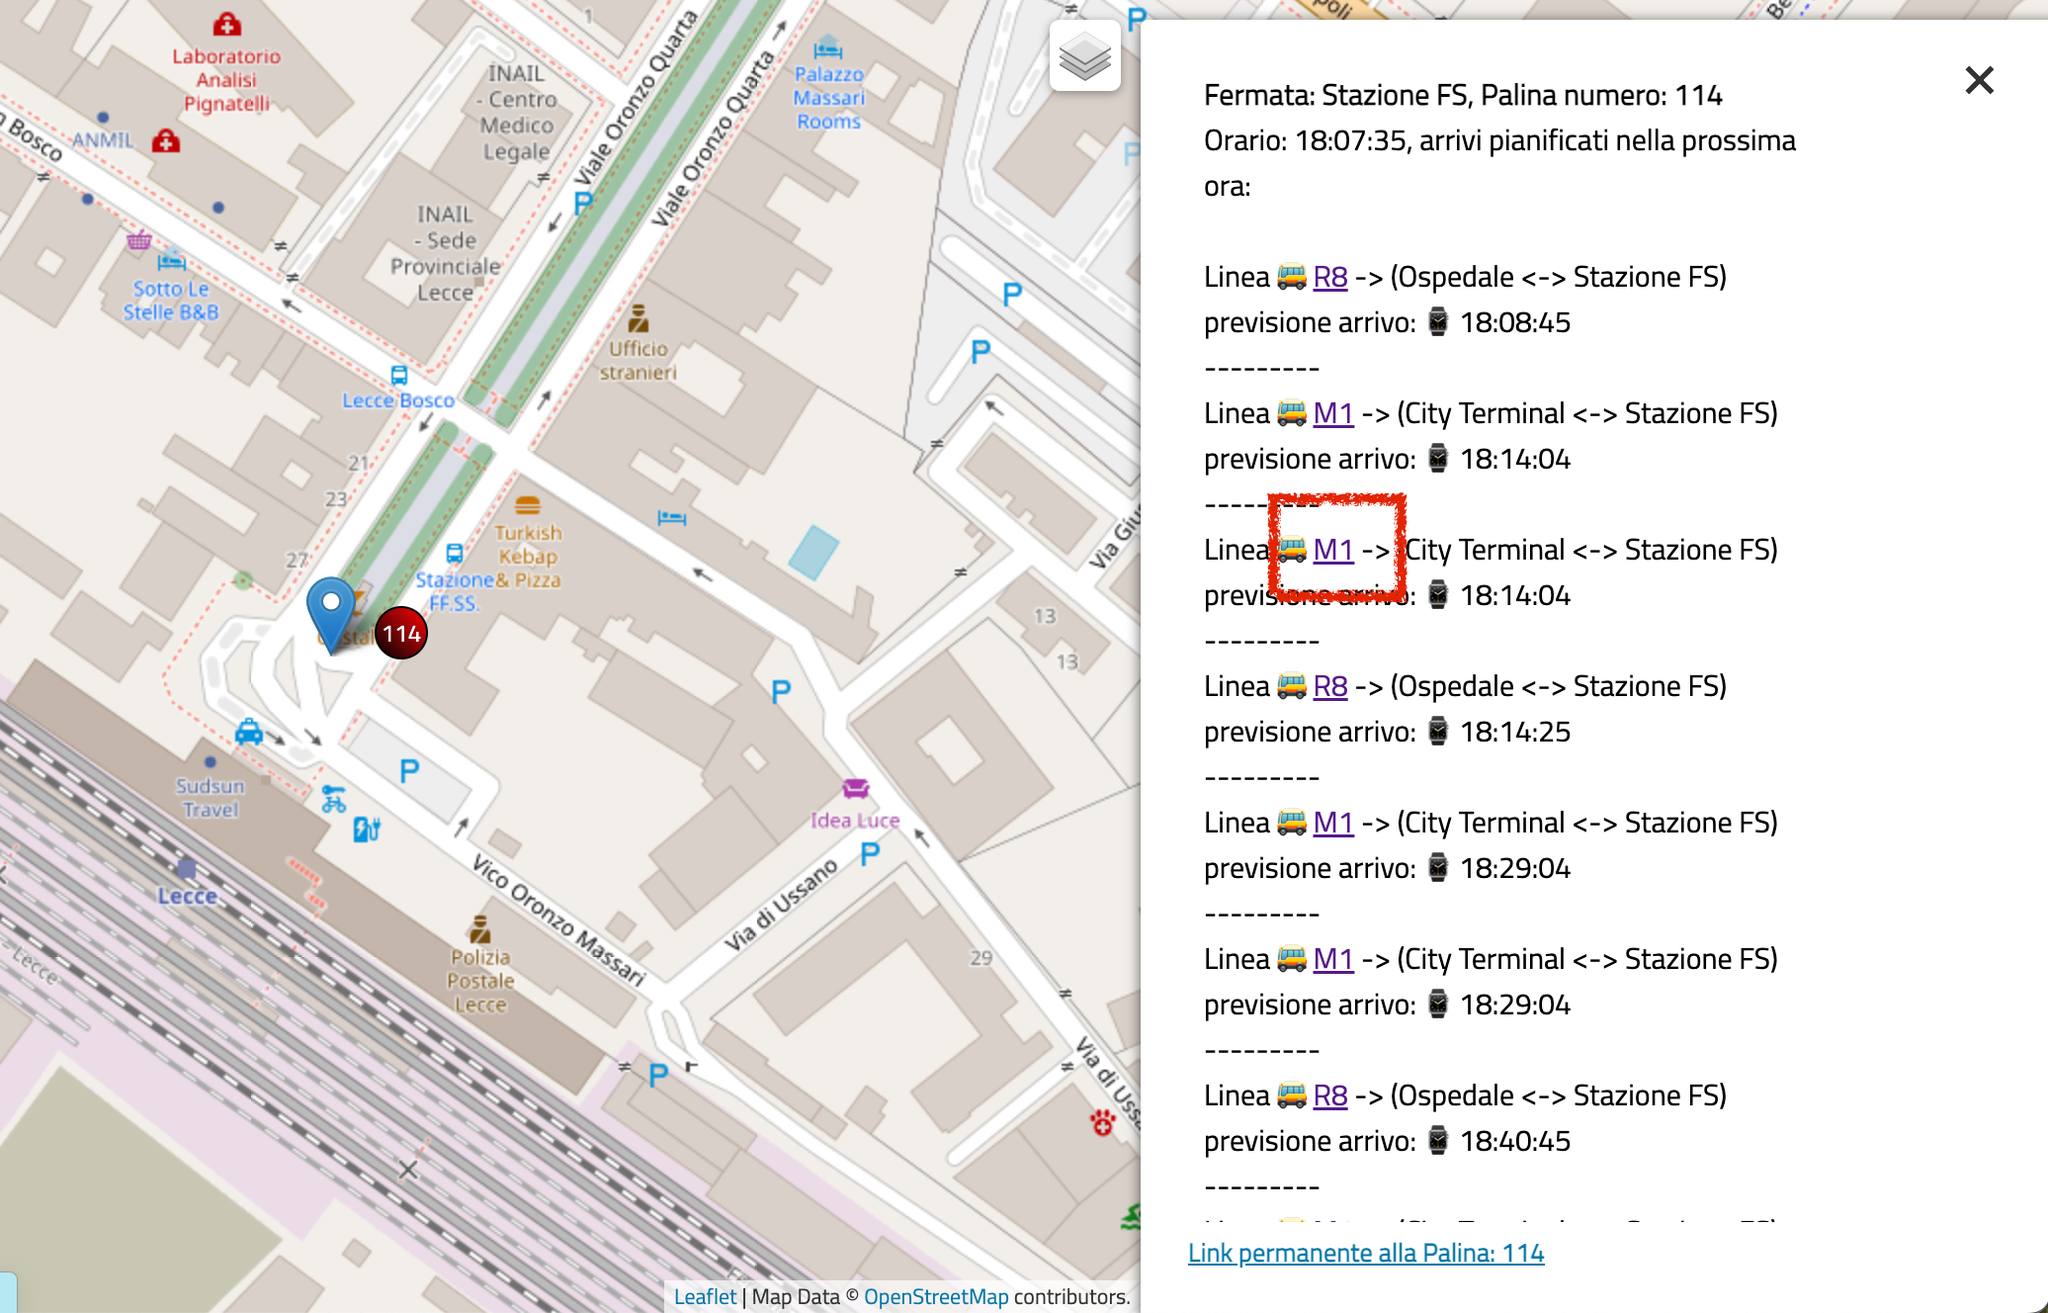 Laboratorio
Analisi
Pignatelli
ANMIL
Bosco
INAIL
- Centro
Medico
Legale
INAIL
- Sede
Provinciale
Lecce
Sotto Le
Stelle B&B
1
Viale Oronzo Quarta
Viale Oronzo Quarta
Palazzo
Massari
Rooms
P
P
P
P
P
Ufficio
stranieri
Lecce Bosco
21
23
27
Turkish
Kebap
& Pizza
Stazione
FF.SS.
114
13
13
P
P
Sudsun
Travel
Lecce
Idea Luce
P
Vico Oronzo Massari
Via di Ussano
Polizia
Postale
Lecce
29
P
- Lecce
Leaflet | Map Data © OpenStreetMap contributors.
Fermata: Stazione FS, Palina numero: 114
Orario: 18:07:35, arrivi pianificati nella prossima
ora:
Linea R8 -> (Ospedale <-> Stazione FS)
previsione arrivo: 18:08:45
---------
Linea M1 -> (City Terminal <-> Stazione FS)
previsione arrivo: 18:14:04
---------
Linea M1 -> (City Terminal <-> Stazione FS)
previsione arrivo: 18:14:04
---------
Linea R8 -> (Ospedale <-> Stazione FS)
previsione arrivo: 18:14:25
---------
Linea M1 -> (City Terminal <-> Stazione FS)
previsione arrivo: 18:29:04
---------
Linea M1 -> (City Terminal <-> Stazione FS)
previsione arrivo: 18:29:04
---------
Linea R8 -> (Ospedale <-> Stazione FS)
previsione arrivo: 18:40:45
---------
Link permanente alla Palina: 114